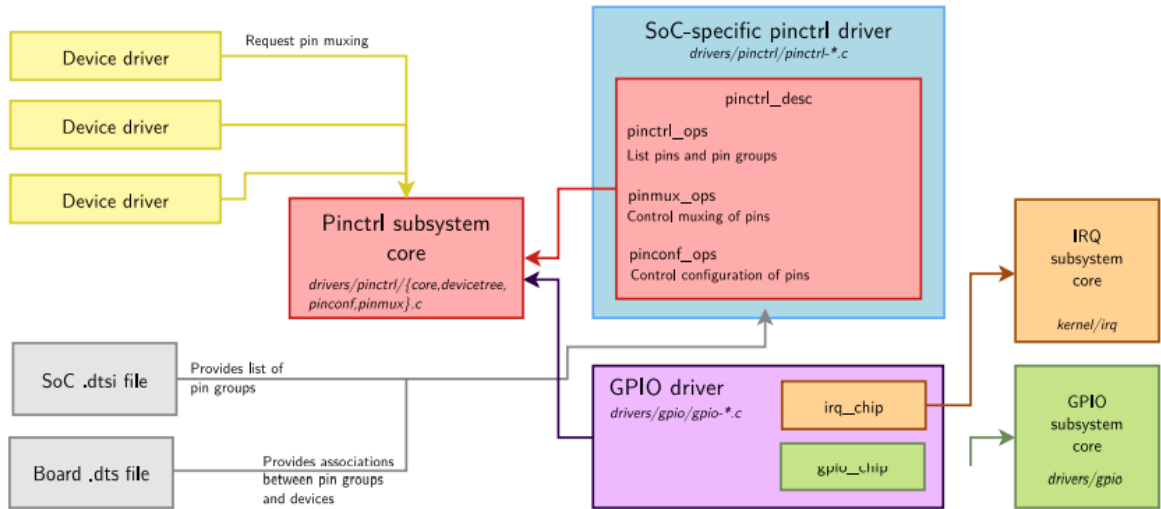 Device driver
Request pin muxing
Device driver
Device driver
Pinctrl subsystem
core
drivers/pinctrl/{core,devicetree,
pinconf,pinmux}.c
SoC-specific pinctrl driver
drivers/pinctrl/pinctrl-*.c
pinctrl_desc
pinctrl_ops
List pins and pin groups
pinmux_ops
Control muxing of pins
pinconf_ops
Control configuration of pins
IRQ
subsystem
core
kernel/irq
SoC .dtsi file
Provides list of
pin groups
Board .dts file
Provides associations
between pin groups
and devices
GPIO driver
drivers/gpio/gpio-*.c
irq_chip
gpio_chip
GPIO
subsystem
core
drivers/gpio